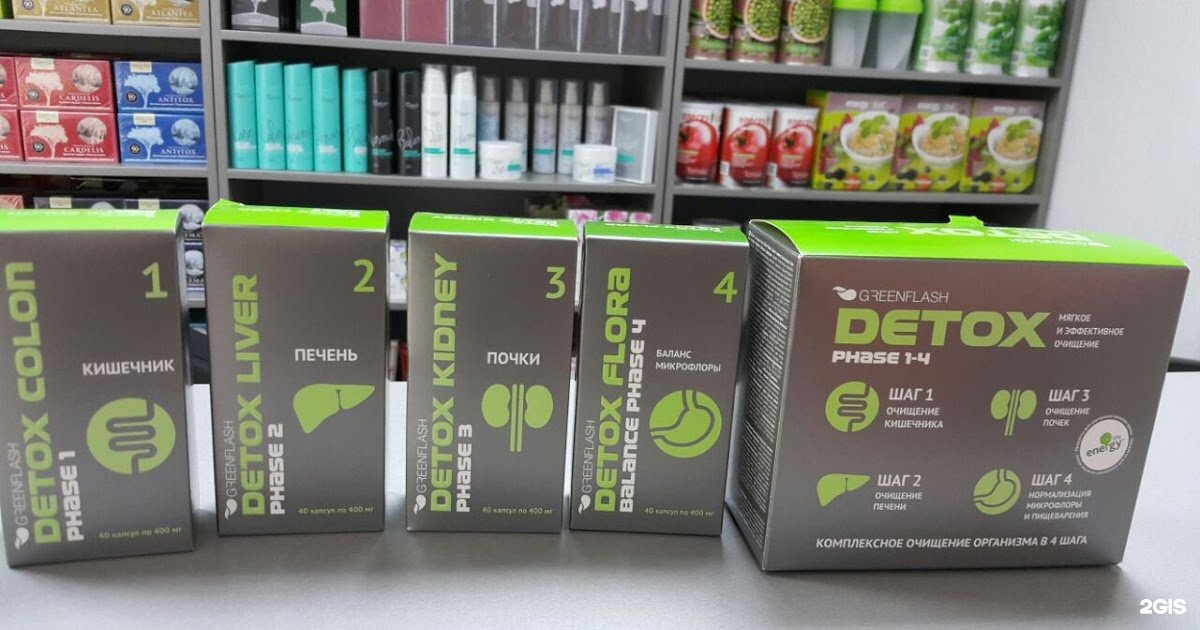 ATLANTEA
CARDELIS
ANTITOX
CARDELIS
ANTITOX
1
КИШЕЧНИК
GREENFLASH
DETOX COLON
PHASE 1
40 капсул по 400 мг
2
ПЕЧЕНЬ
GREENFLASH
DETOX LIVER
PHASE 2
40 капсул по 400 мг
3
ПОЧКИ
GREENFLASH
DETOX KIDNEY
PHASE 3
40 капсул по 400 мг
4
БАЛАНС
МИКРОФЛОРЫ
GREENFLASH
DETOX FLORA
BALANCE PHASE 4
40 капсул по 400 мг
GREENFLASH
DETOX
PHASE 1-4
МЯГКОЕ
И ЭФФЕКТИВНОЕ
ОЧИЩЕНИЕ
ШАГ 1
ОЧИЩЕНИЕ
КИШЕЧНИКА
ШАГ 3
ОЧИЩЕНИЕ
ПОЧЕК
ШАГ 2
ОЧИЩЕНИЕ
ПЕЧЕНИ
ШАГ 4
НОРМАЛИЗАЦИЯ
МИКРОФЛОРЫ
И ПИЩЕВАРЕНИЯ
energy
КОМПЛЕКСНОЕ ОЧИЩЕНИЕ ОРГАНИЗМА В 4 ШАГА
2GIS